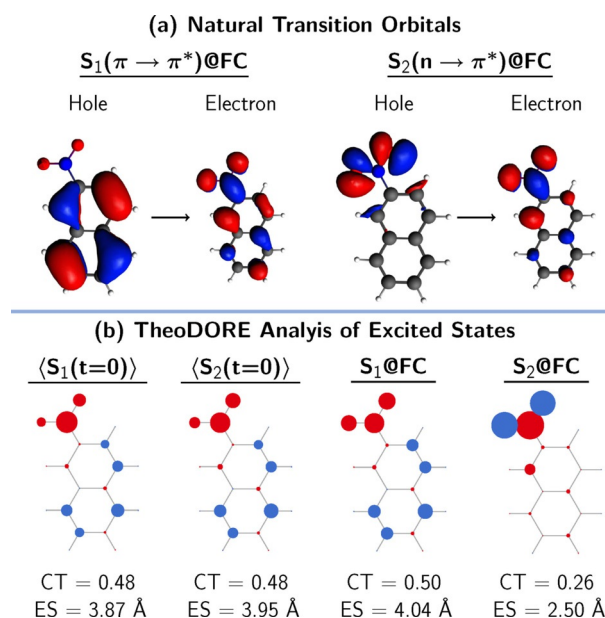 (a) Natural Transition Orbitals
S₁(π → π*)@FC S₂(n → π*)@FC
Hole Electron Hole Electron
(b) TheoDORE Analyis of Excited States
⟨S₁(t=0)⟩ ⟨S₂(t=0)⟩ S₁@FC S₂@FC
CT = 0.48 CT = 0.48 CT = 0.50 CT = 0.26
ES = 3.87 Å ES = 3.95 Å ES = 4.04 Å ES = 2.50 Å